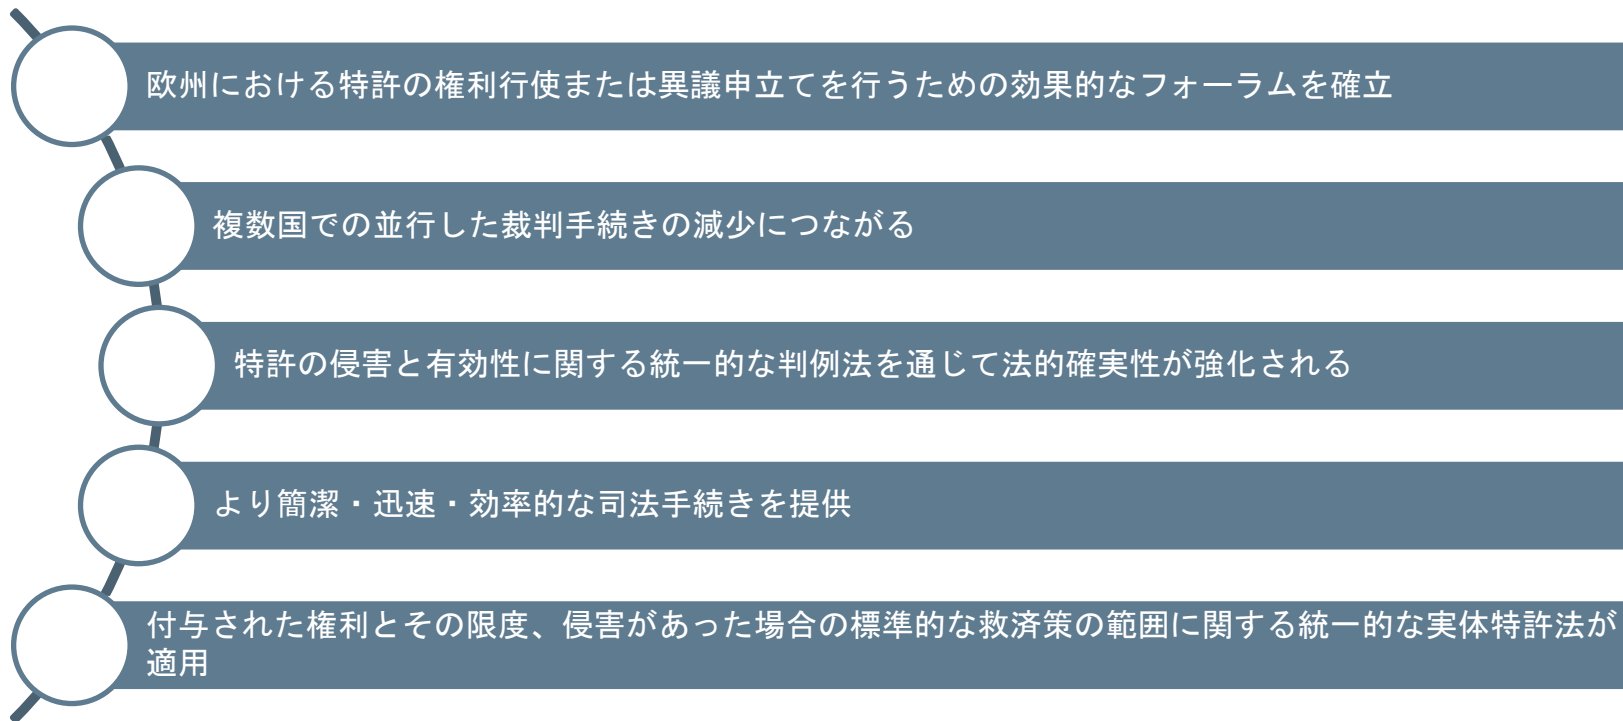 欧州における特許の権利行使または異議申立てを行うための効果的なフォーラムを確立
複数国での並行した裁判手続きの減少につながる
特許の侵害と有効性に関する統一的な判例法を通じて法的確実性が強化される
より簡潔・迅速・効率的な司法手続きを提供
付与された権利とその限度、侵害があった場合の標準的な救済策の範囲に関する統一的な実体特許法が
適用